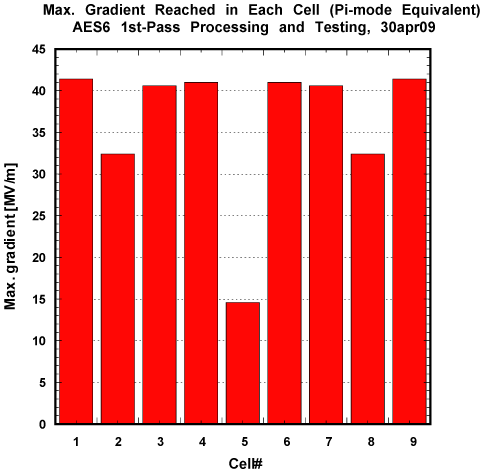 Max. Gradient Reached in Each Cell (Pi-mode Equivalent)
AES6 1st-Pass Processing and Testing, 30apr09
Max. gradient [MV/m]
45
40
35
30
25
20
15
10
5
0
1 2 3 4 5 6 7 8 9
Cell#